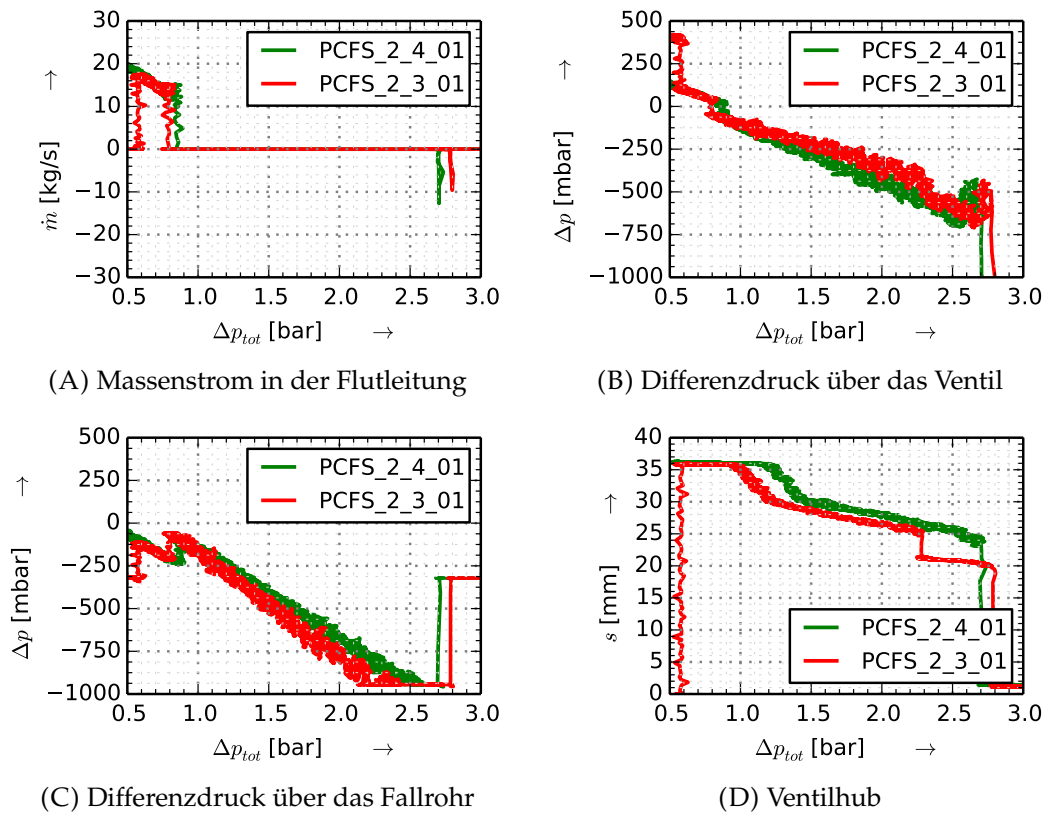 30
20
10
0
−10
−20
−30
ṁ [kg/s] →
PCFS_2_4_01
PCFS_2_3_01
0.5 1.0 1.5 2.0 2.5 3.0
Δp_tot [bar] →
(A) Massenstrom in der Flutleitung
500
250
0
−250
−500
−750
−1000
Δp [mbar] →
PCFS_2_4_01
PCFS_2_3_01
0.5 1.0 1.5 2.0 2.5 3.0
Δp_tot [bar] →
(B) Differenzdruck über das Ventil
500
250
0
−250
−500
−750
−1000
Δp [mbar] →
PCFS_2_4_01
PCFS_2_3_01
0.5 1.0 1.5 2.0 2.5 3.0
Δp_tot [bar] →
(C) Differenzdruck über das Fallrohr
40
35
30
25
20
15
10
5
0
s [mm] →
PCFS_2_4_01
PCFS_2_3_01
0.5 1.0 1.5 2.0 2.5 3.0
Δp_tot [bar] →
(D) Ventilhub